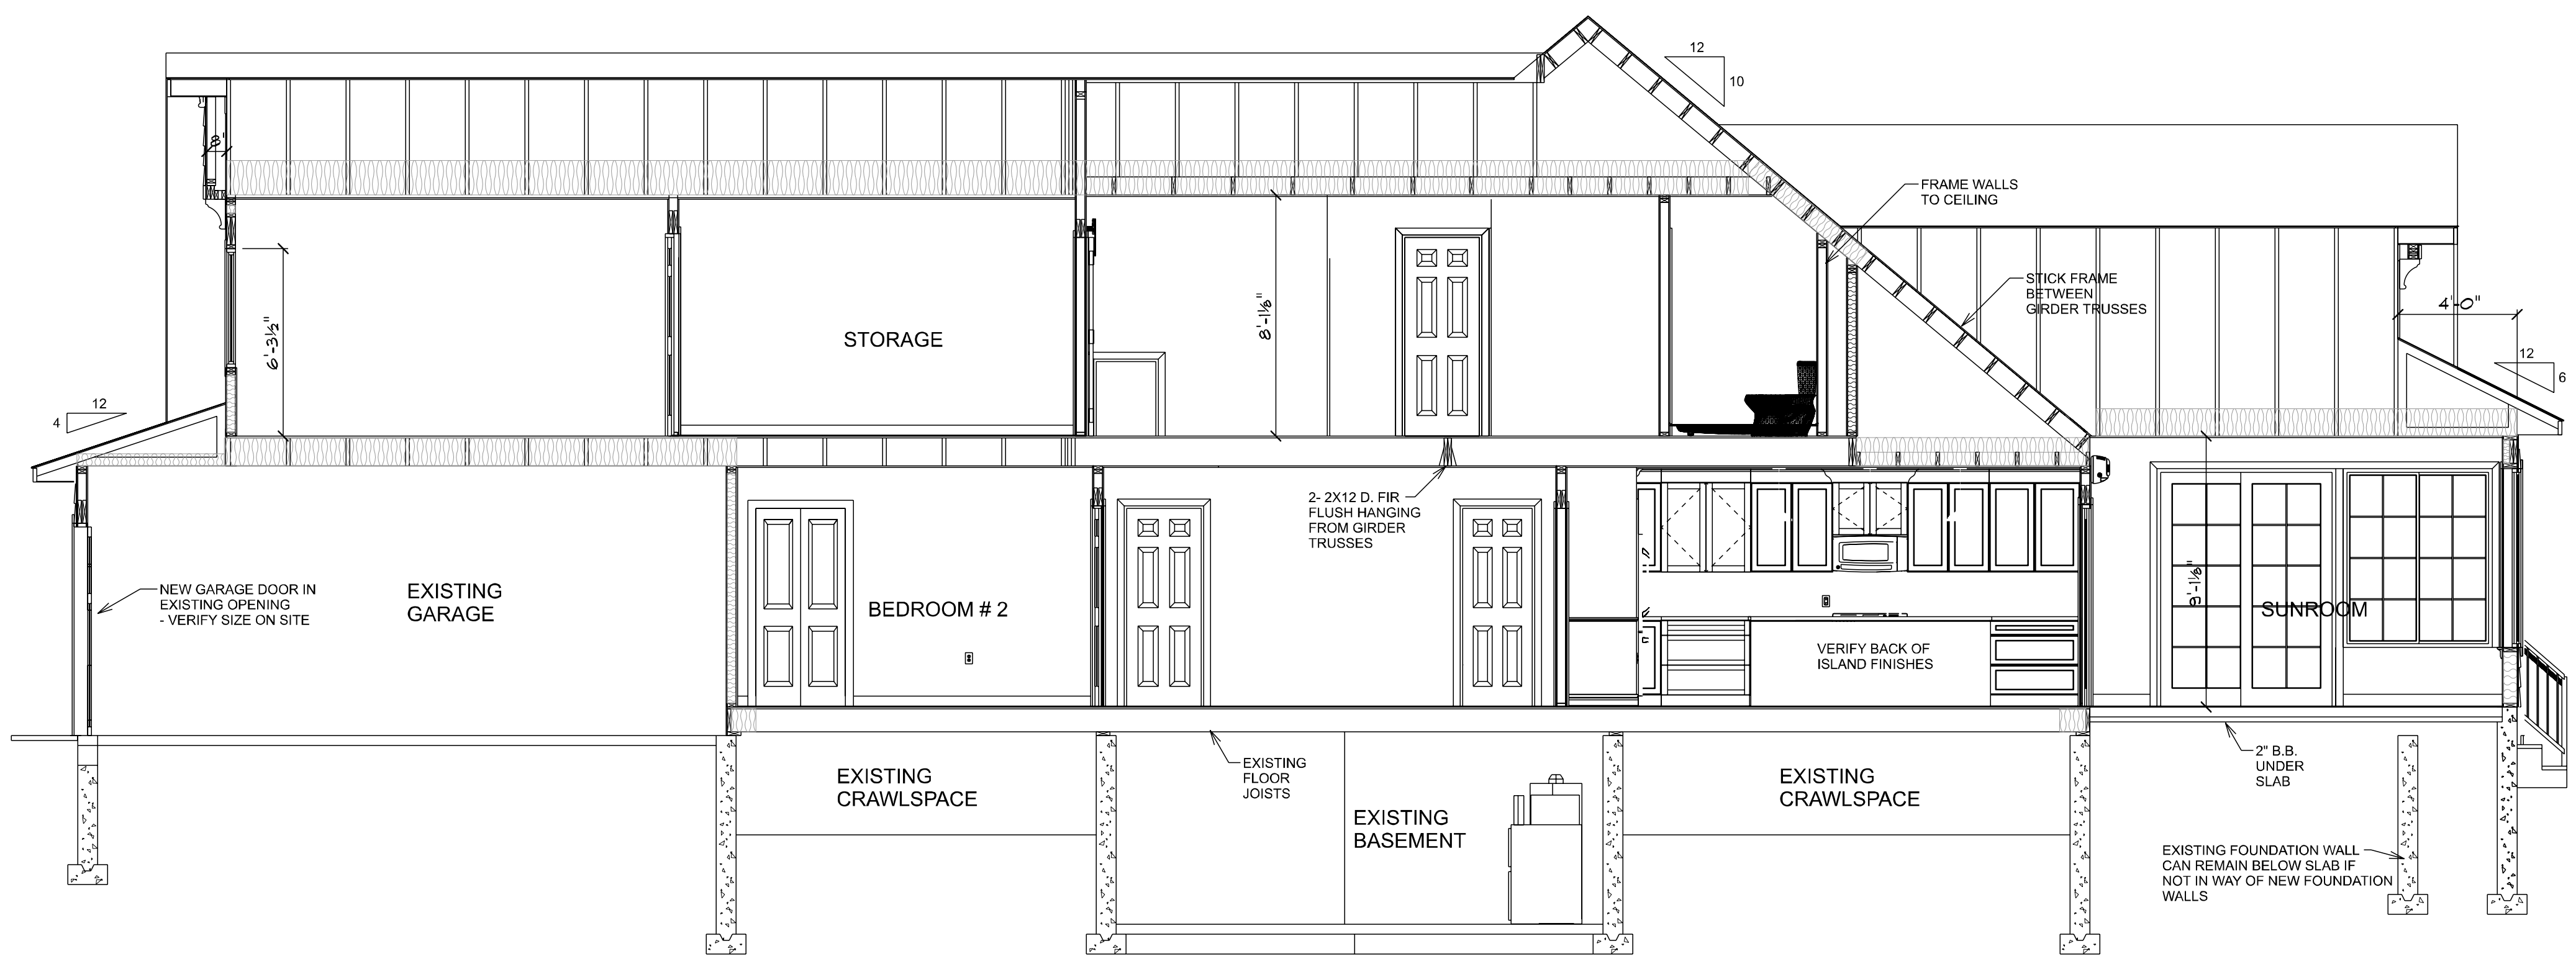 12
10
8"
FRAME WALLS
TO CEILING
STICK FRAME
BETWEEN
GIRDER TRUSSES
4'-0"
12
6
6'-3½"
STORAGE
8'-1⅛"
12
4
2- 2X12 D. FIR
FLUSH HANGING
FROM GIRDER
TRUSSES
NEW GARAGE DOOR IN
EXISTING OPENING
- VERIFY SIZE ON SITE
EXISTING
GARAGE
BEDROOM # 2
VERIFY BACK OF
ISLAND FINISHES
9'-1⅛"
SUNROOM
EXISTING
CRAWLSPACE
EXISTING
FLOOR
JOISTS
EXISTING
BASEMENT
EXISTING
CRAWLSPACE
2" B.B.
UNDER
SLAB
EXISTING FOUNDATION WALL
CAN REMAIN BELOW SLAB IF
NOT IN WAY OF NEW FOUNDATION
WALLS